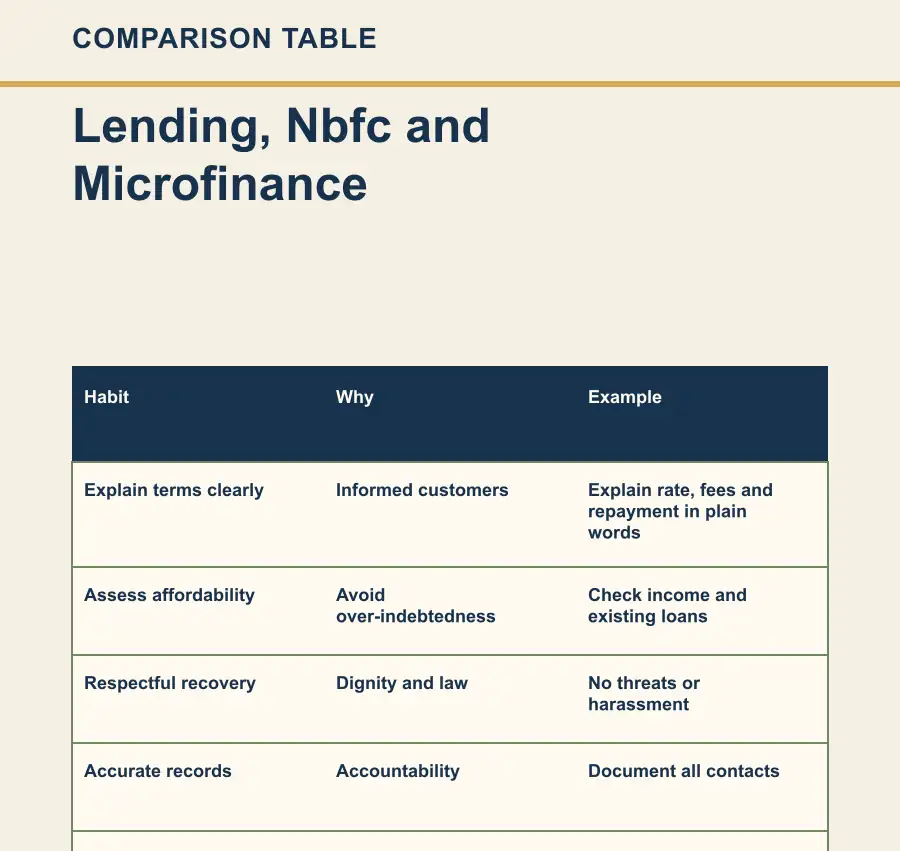 COMPARISON TABLE
Lending, Nbfc and
Microfinance
Habit
Why
Example
Explain terms clearly
Informed customers
Explain rate, fees and
repayment in plain
words
Assess affordability
Avoid
over-indebtedness
Check income and
existing loans
Respectful recovery
Dignity and law
No threats or
harassment
Accurate records
Accountability
Document all contacts